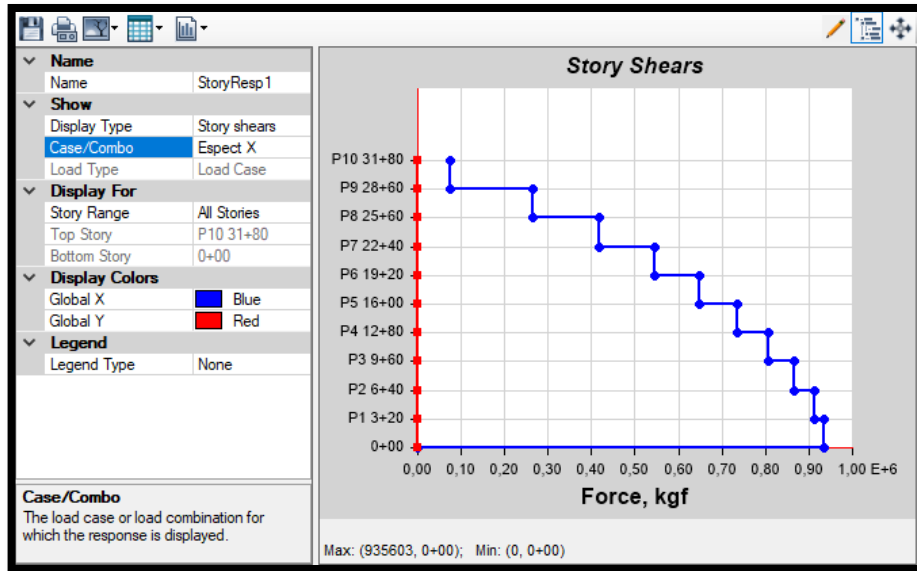 Name
Name StoryResp1
Show
Display Type Story shears
Case/Combo Espect X
Load Type Load Case
Display For
Story Range All Stories
Top Story P10 31+80
Bottom Story 0+00
Display Colors
Global X Blue
Global Y Red
Legend
Legend Type None
Case/Combo
The load case or load combination for
which the response is displayed.
Story Shears
P10 31+80
P9 28+60
P8 25+60
P7 22+40
P6 19+20
P5 16+00
P4 12+80
P3 9+60
P2 6+40
P1 3+20
0+00
0,00 0,10 0,20 0,30 0,40 0,50 0,60 0,70 0,80 0,90 1,00 E+6
Force, kgf
Max: (935603, 0+00); Min: (0, 0+00)